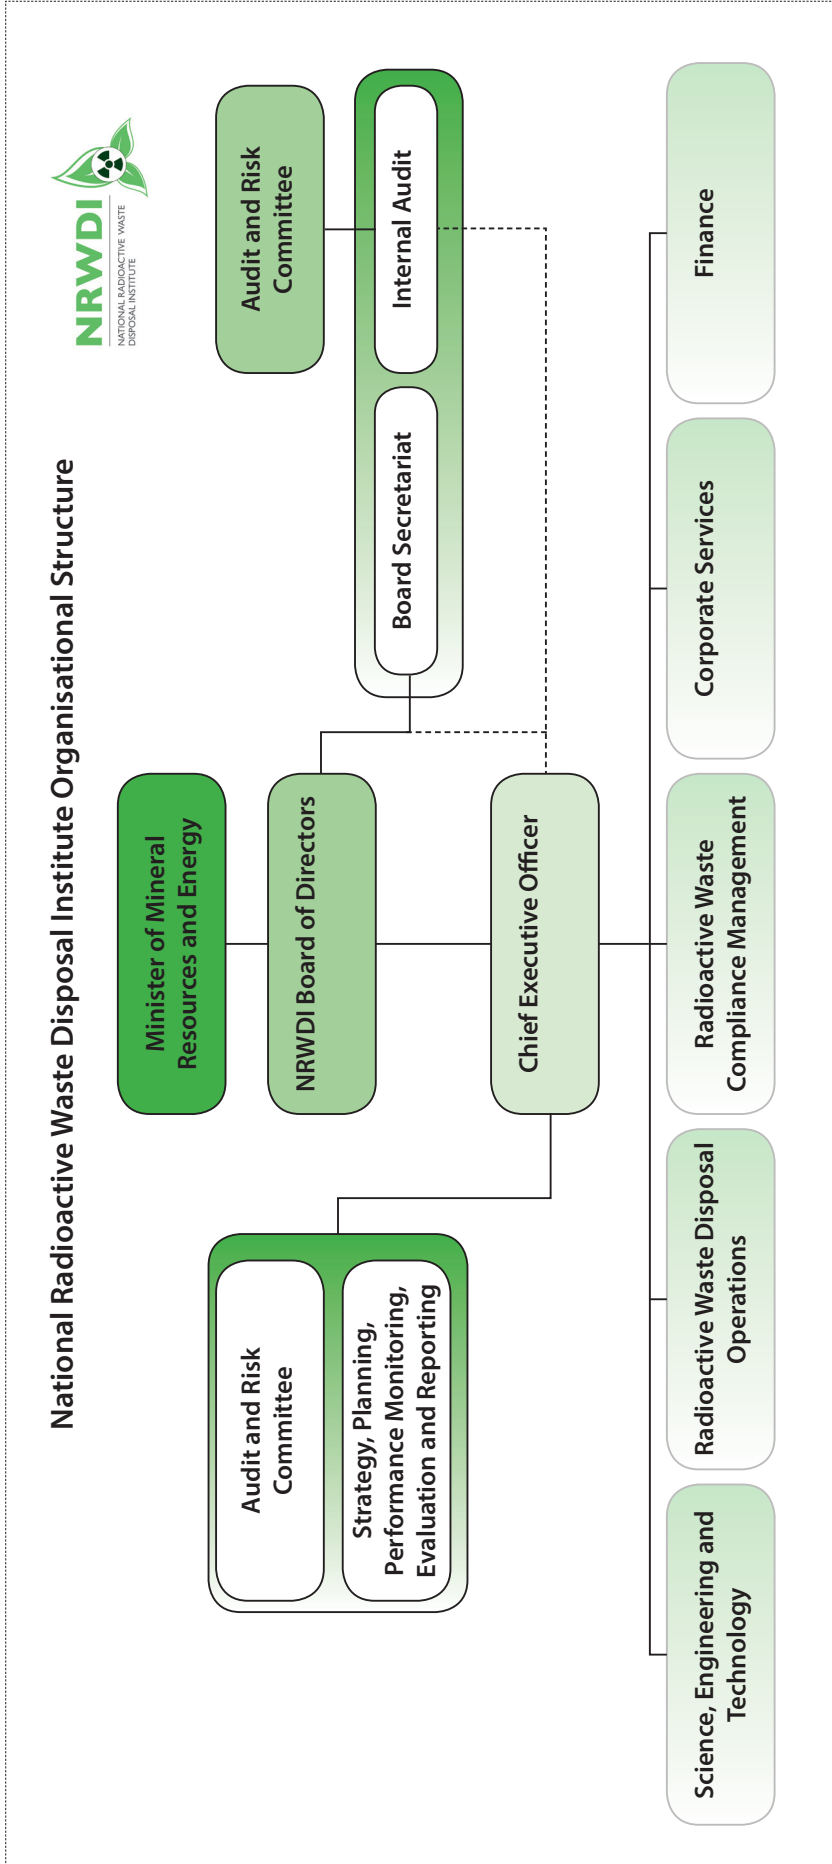 National Radioactive Waste Disposal Institute Organisational Structure
NRWDI
NATIONAL RADIOACTIVE WASTE
DISPOSAL INSTITUTE
Minister of Mineral
Resources and Energy
Audit and Risk
Committee
NRWDI Board of Directors
Audit and Risk
Committee
Strategy, Planning,
Performance Monitoring,
Evaluation and Reporting
Board Secretariat
Internal Audit
Chief Executive Officer
Science, Engineering and
Technology
Radioactive Waste Disposal
Operations
Radioactive Waste
Compliance Management
Corporate Services
Finance